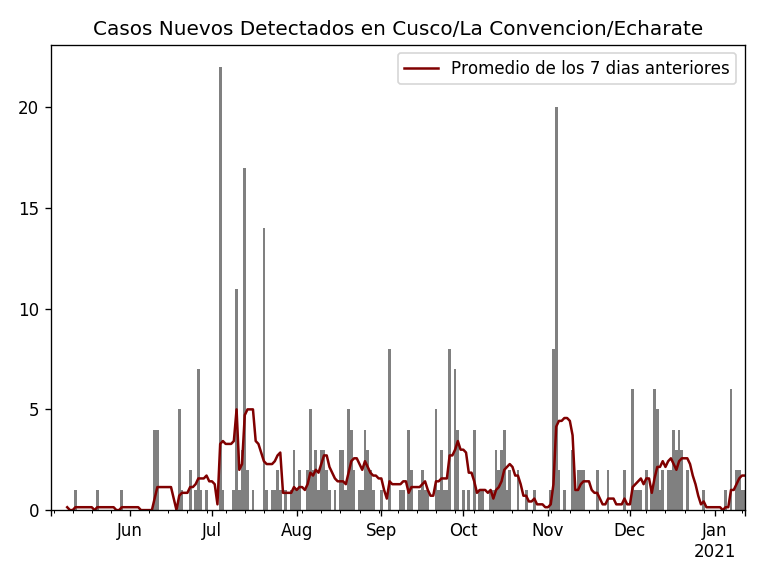 Casos Nuevos Detectados en Cusco/La Convencion/Echarate
Promedio de los 7 dias anteriores
20
15
10
5
0
Jun Jul Aug Sep Oct Nov Dec Jan
2021